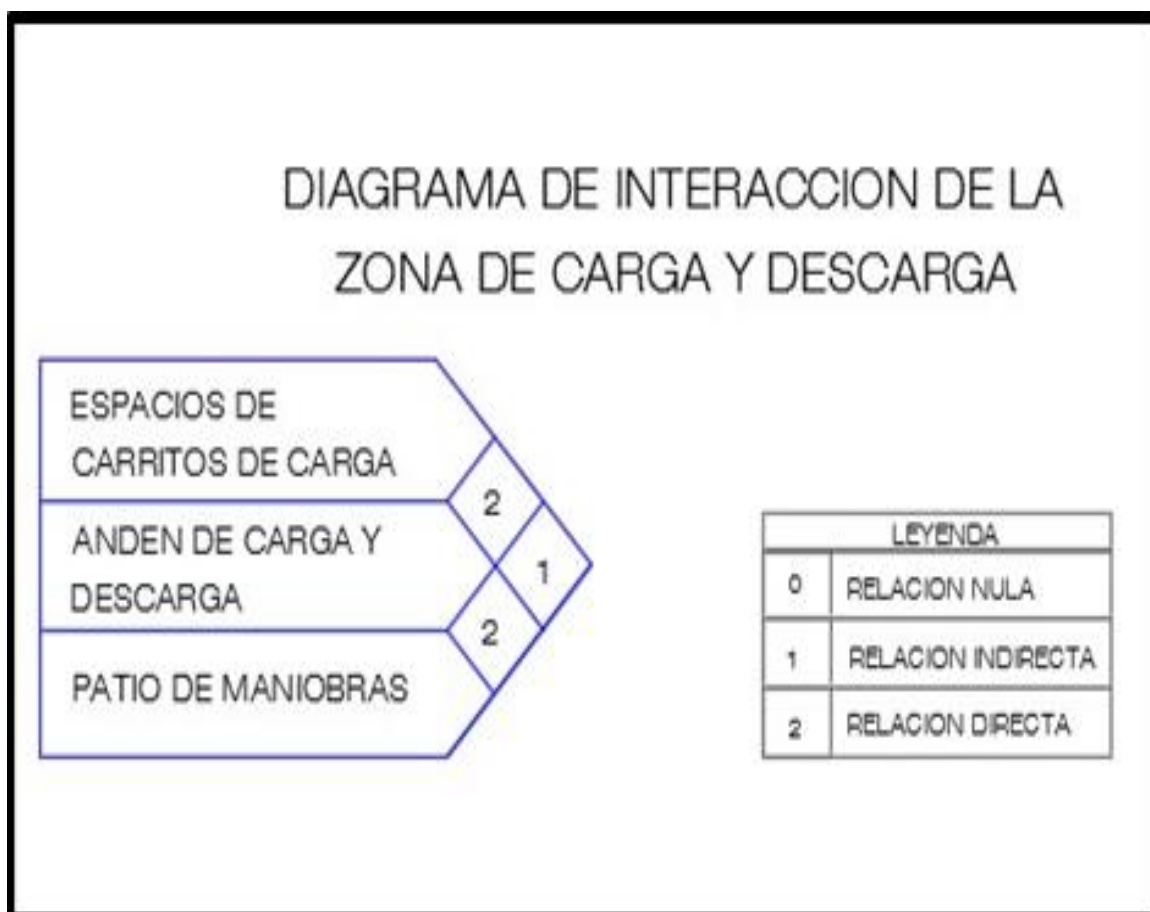 DIAGRAMA DE INTERACCION DE LA
ZONA DE CARGA Y DESCARGA
ESPACIOS DE
CARRITOS DE CARGA
ANDEN DE CARGA Y
DESCARGA
PATIO DE MANIOBRAS
2
1
2
LEYENDA
0 RELACION NULA
1 RELACION INDIRECTA
2 RELACION DIRECTA